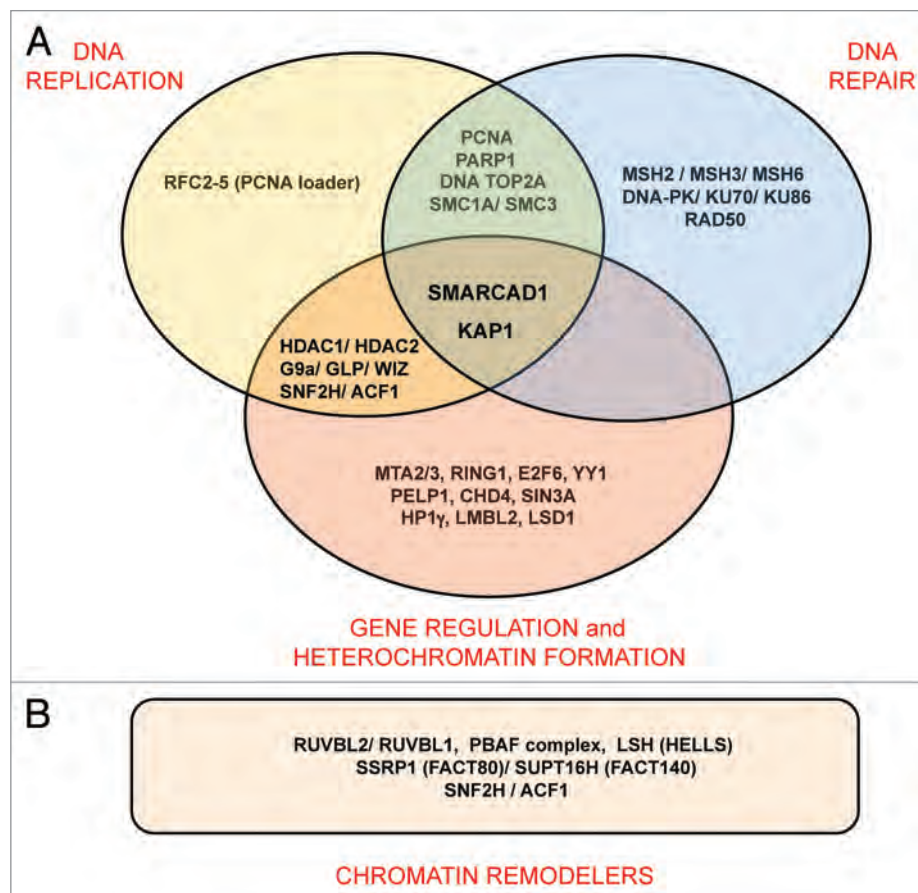 A
DNA
REPLICATION
DNA
REPAIR
PCNA
PARP1
DNA TOP2A
SMC1A/ SMC3
RFC2-5 (PCNA loader)
MSH2 / MSH3/ MSH6
DNA-PK/ KU70/ KU86
RAD50
SMARCAD1
KAP1
HDAC1/ HDAC2
G9a/ GLP/ WIZ
SNF2H/ ACF1
MTA2/3, RING1, E2F6, YY1
PELP1, CHD4, SIN3A
HP1γ, LMBL2, LSD1
GENE REGULATION and
HETEROCHROMATIN FORMATION
B
RUVBL2/ RUVBL1, PBAF complex, LSH (HELLS)
SSRP1 (FACT80)/ SUPT16H (FACT140)
SNF2H / ACF1
CHROMATIN REMODELERS